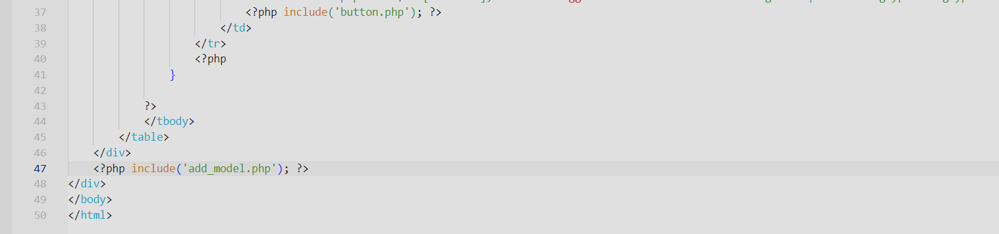 37 <?php include('button.php'); ?>
38 </td>
39 </tr>
40 <?php
41 }
42
43 ?>
44 </tbody>
45 </table>
46 </div>
47 <?php include('add_model.php'); ?>
48 </div>
49 </body>
50 </html>